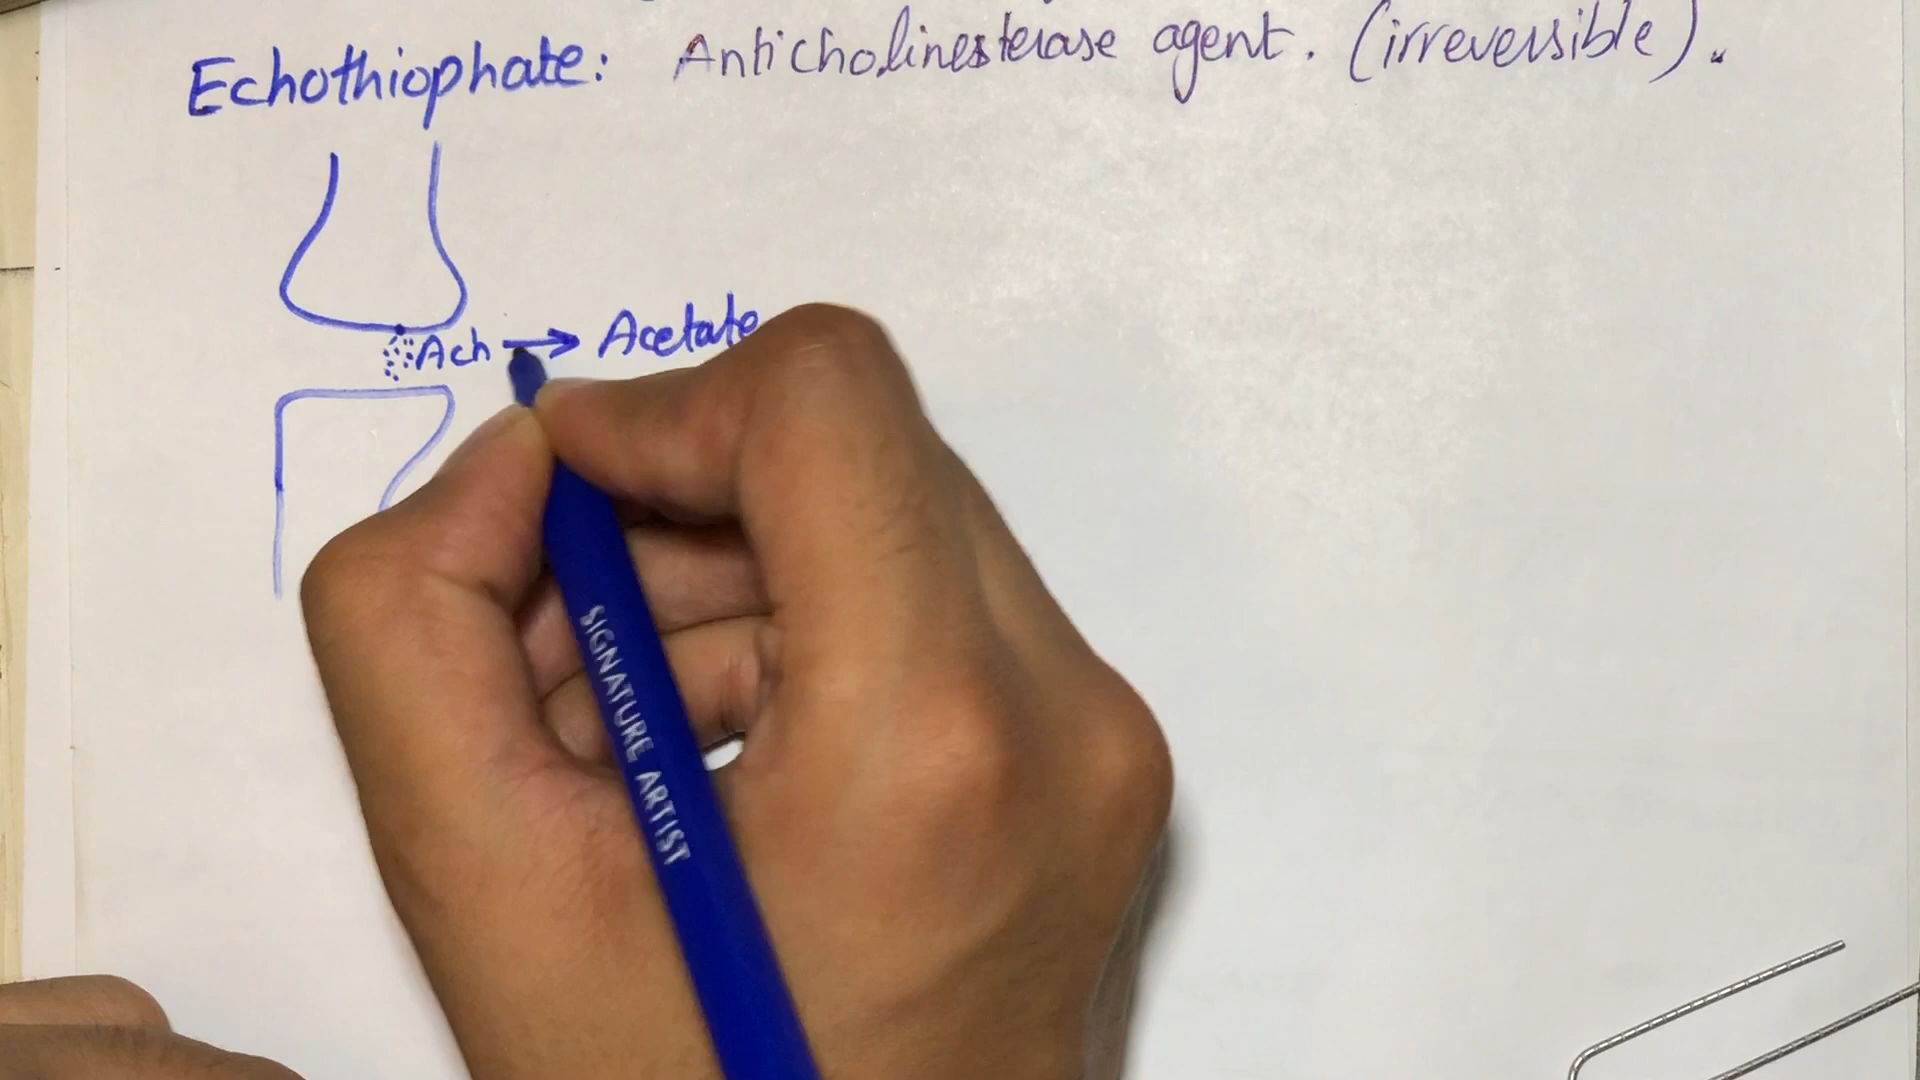 Echothiophate: Anticholinesterase agent. (irreversible).
Ach → Acetate
SIGNATURE ARTIST